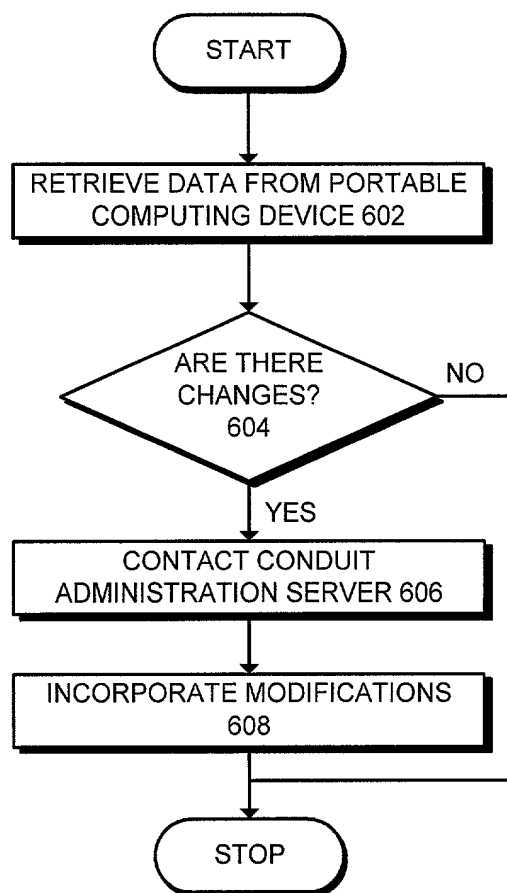 START
RETRIEVE DATA FROM PORTABLE
COMPUTING DEVICE 602
ARE THERE
CHANGES?
604
NO
YES
CONTACT CONDUIT
ADMINISTRATION SERVER 606
INCORPORATE MODIFICATIONS
608
STOP